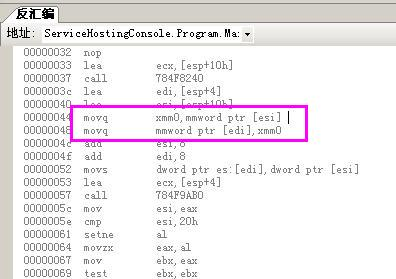 反汇编
地址: ServiceHostingConsole.Program.Ma:
00000032 nop
00000033 lea ecx,[esp+10h]
00000037 call 784F8240
0000003c lea edi,[esp+4]
00000040 lea esi,[esp+10h]
00000044 movq xmm0,mmword ptr [esi]
00000048 movq mmword ptr [edi],xmm0
0000004c add esi,8
0000004f add edi,8
00000052 movs dword ptr es:[edi],dword ptr [esi]
00000053 lea ecx,[esp+4]
00000057 call 784F9AB0
0000005c mov esi,eax
0000005e cmp esi,20h
00000061 setne al
00000064 movzx eax,al
00000067 mov ebx,eax
00000069 test ebx,ebx